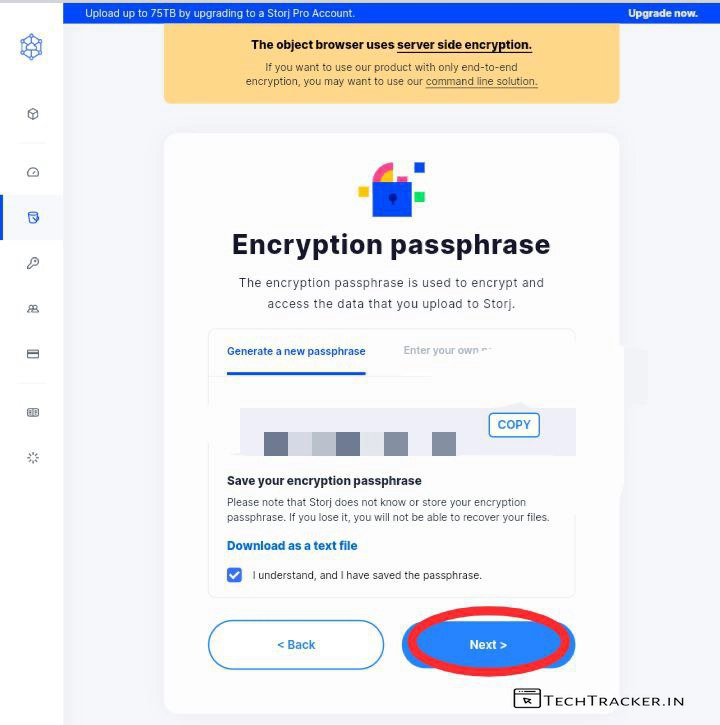 Upload up to 75TB by upgrading to a Storj Pro Account. Upgrade now.
The object browser uses server side encryption.
If you want to use our product with only end-to-end
encryption, you may want to use our command line solution.
Encryption passphrase
The encryption passphrase is used to encrypt and
access the data that you upload to Storj.
Generate a new passphrase Enter your own
COPY
Save your encryption passphrase
Please note that Storj does not know or store your encryption
passphrase. If you lose it, you will not be able to recover your files.
Download as a text file
I understand, and I have saved the passphrase.
< Back Next >
TECHTRACKER.IN